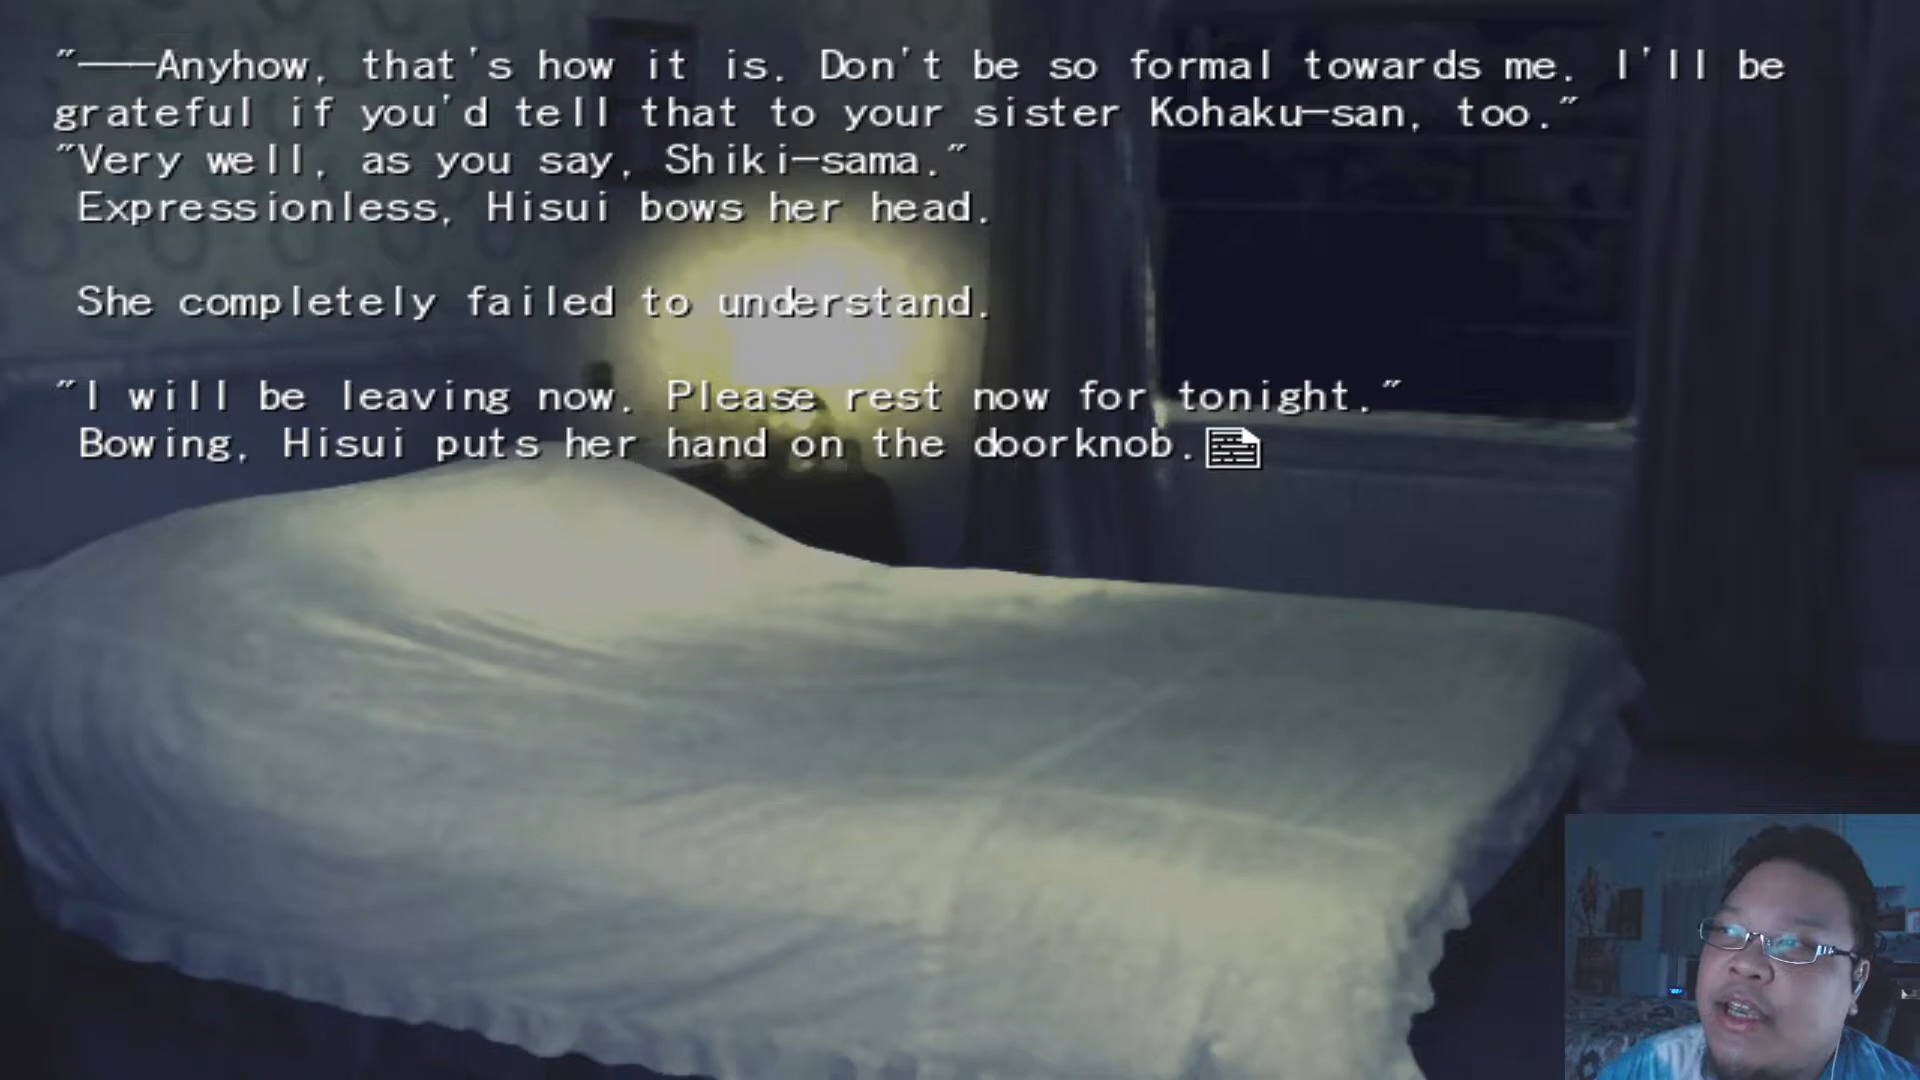 "――Anyhow, that's how it is. Don't be so formal towards me. I'll be
grateful if you'd tell that to your sister Kohaku-san, too."
"Very well, as you say, Shiki-sama."
Expressionless, Hisui bows her head.
She completely failed to understand.
"I will be leaving now. Please rest now for tonight."
Bowing, Hisui puts her hand on the doorknob.